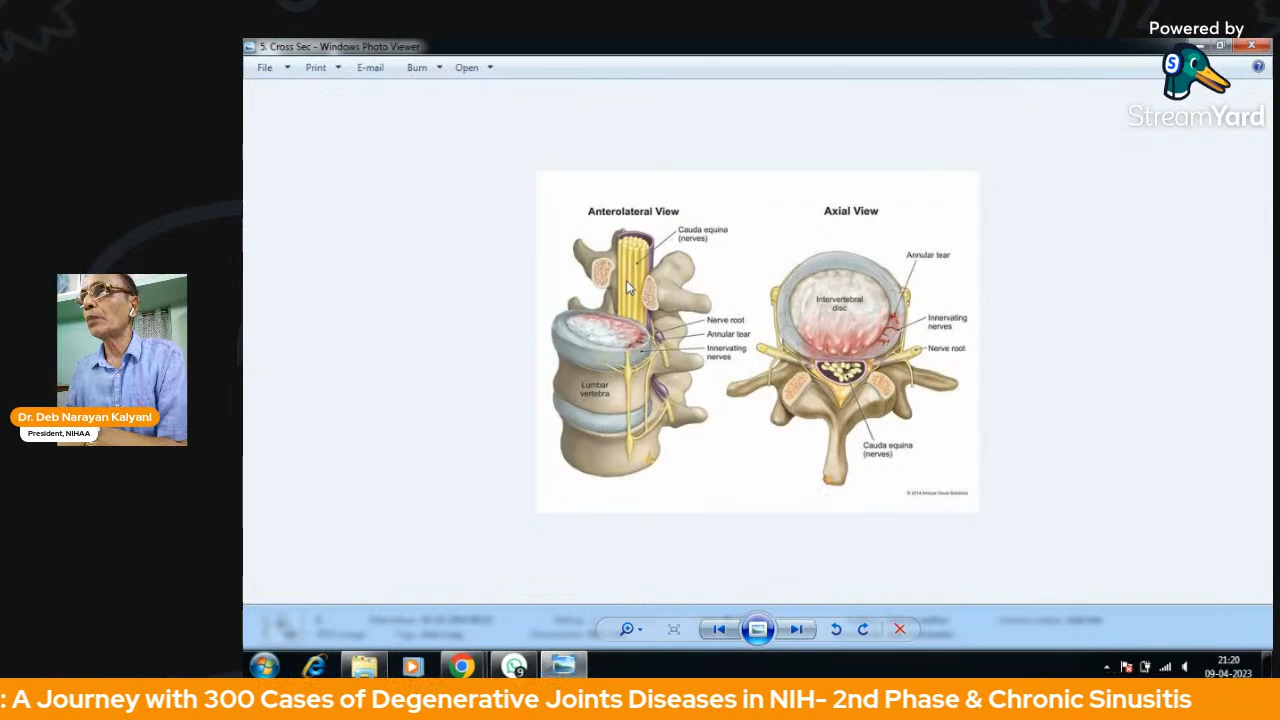 Powered by
StreamYard
5. Cross Sec - Windows Photo Viewer
File
Print
E-mail
Burn
Open
Anterolateral View
Cauda equina
(nerves)
Nerve root
Annular tear
Innervating
nerves
Lumbar
vertebra
Axial View
Annular tear
Intervertebral
disc
Innervating
nerves
Nerve root
Cauda equina
(nerves)
Dr. Deb Narayan Kalyani
President, NIHAA
21:20
09-04-2023
: A Journey with 300 Cases of Degenerative Joints Diseases in NIH- 2nd Phase & Chronic Sinusitis